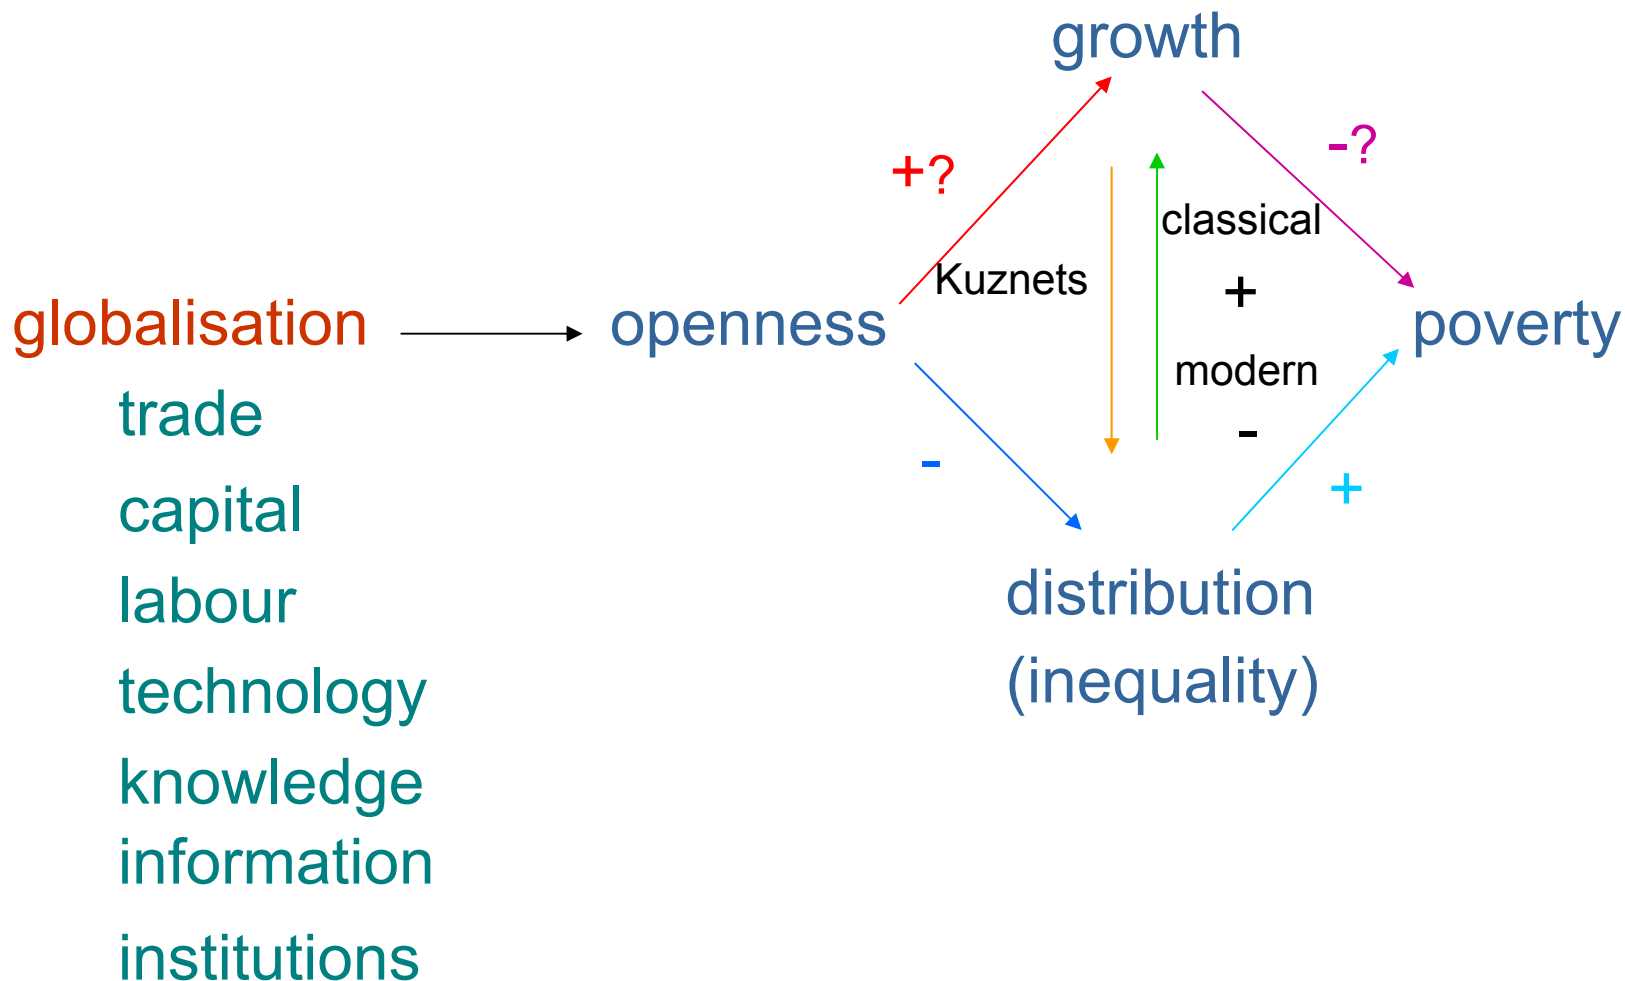 growth
+?
-?
classical
Kuznets
+
globalisation
openness
poverty
modern
-
-
+
trade
capital
labour
technology
knowledge
information
institutions
distribution
(inequality)